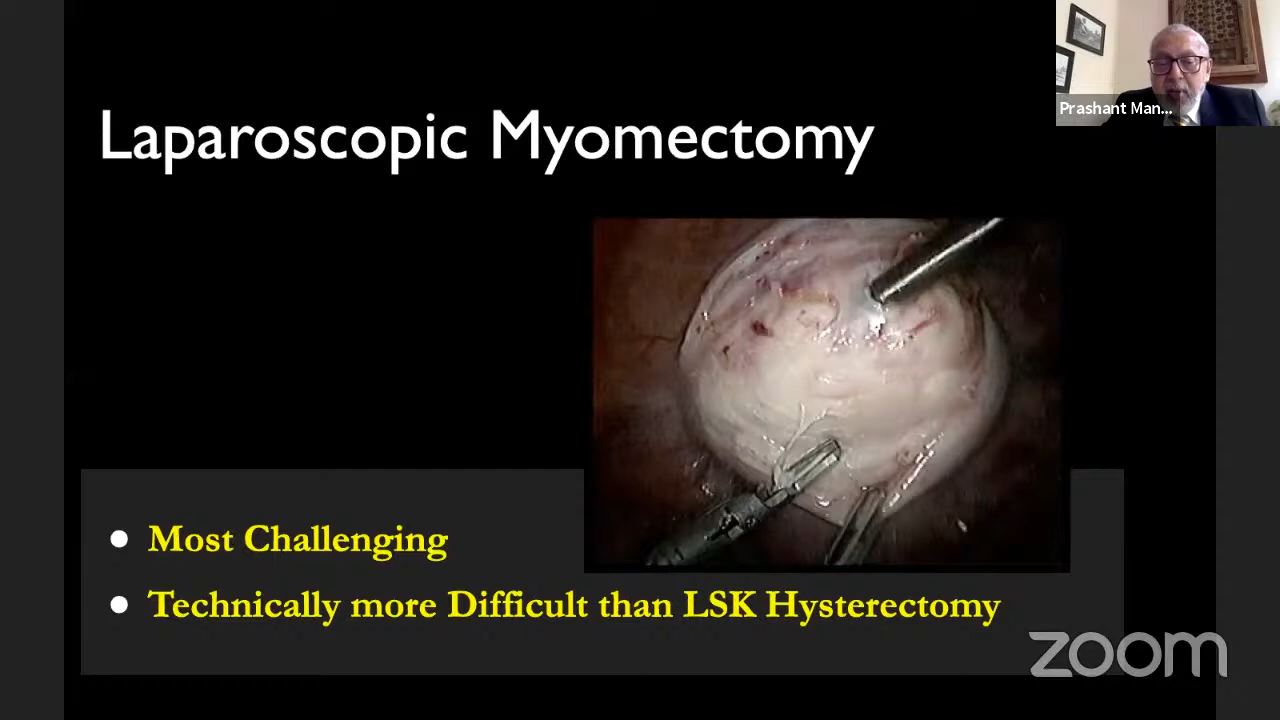 Prashant Man...
Laparoscopic Myomectomy
Most Challenging
Technically more Difficult than LSK Hysterectomy
zoom